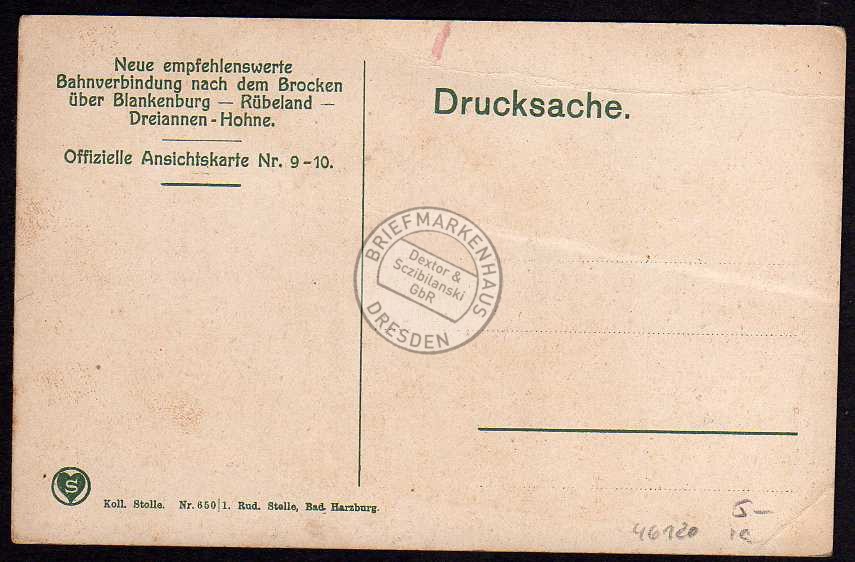 Neue empfehlenswerte
Bahnverbindung nach dem Brocken
über Blankenburg — Rübeland —
Dreiannen-Hohne.
Offizielle Ansichtskarte Nr. 9-10.
Drucksache.
BRIEFMARKENHAUS
Dextor &
Sczibilanski
GbR
DRESDEN
S
Koll. Stolle. Nr. 650|1. Rud. Stolle, Bad Harzburg.
46120
5-